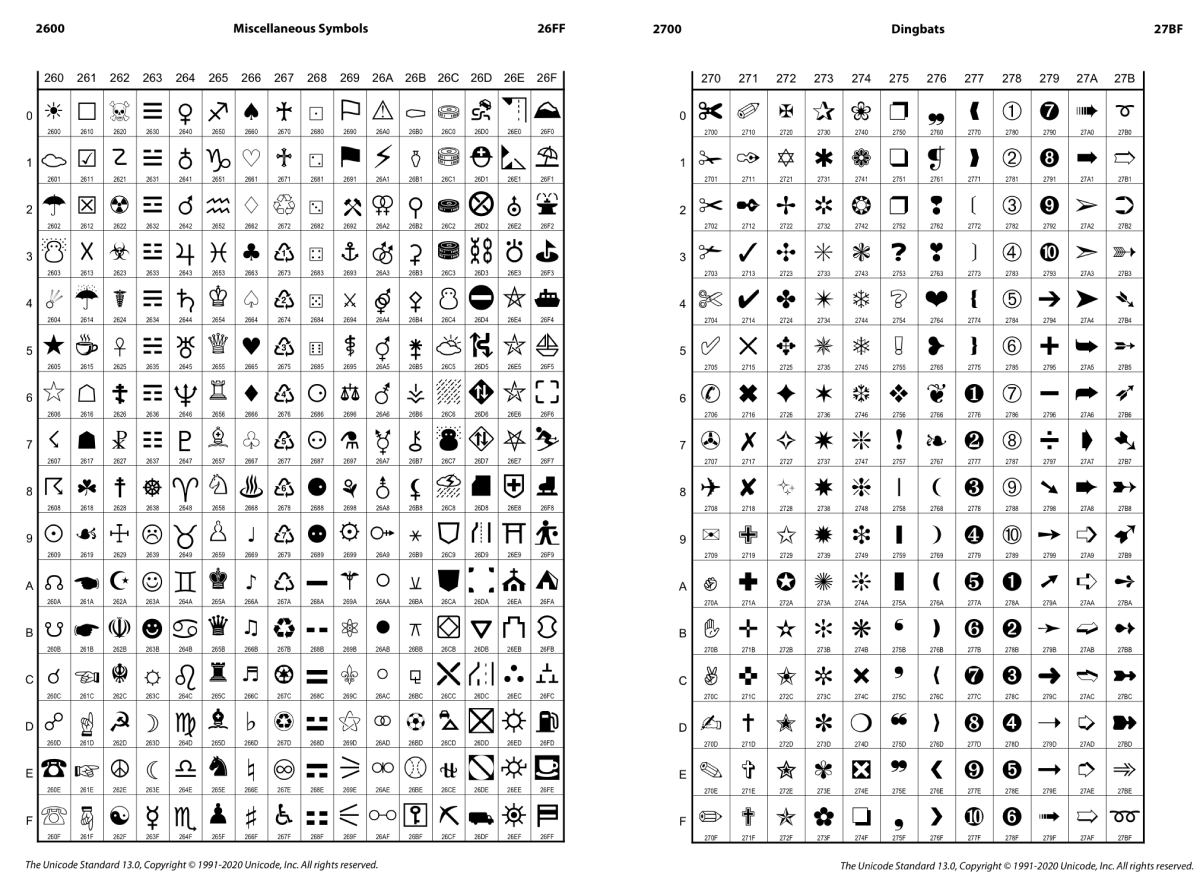 2600 Miscellaneous Symbols 26FF
260 261 262 263 264 265 266 267 268 269 26A 26B 26C 26D 26E 26F
0 ☀ ☐ ☠ ☰ ♀ ♐ ♠ ♰ ⚀ ⚐ ⚠ ⚰ ⛀ ⛐ ⛠ ⛰
2600 2610 2620 2630 2640 2650 2660 2670 2680 2690 26A0 26B0 26C0 26D0 26E0 26F0
1 ☁ ☑ ☡ ☱ ♁ ♑ ♡ ♱ ⚁ ⚑ ⚡ ⚱ ⛁ ⛑ ⛡ ⛱
2601 2611 2621 2631 2641 2651 2661 2671 2681 2691 26A1 26B1 26C1 26D1 26E1 26F1
2 ☂ ☒ ☢ ☲ ♂ ♒ ♢ ♲ ⚂ ⚒ ⚢ ⚲ ⛂ ⛒ ⛢ ⛲
2602 2612 2622 2632 2642 2652 2662 2672 2682 2692 26A2 26B2 26C2 26D2 26E2 26F2
3 ☃ ☓ ☣ ☳ ♃ ♓ ♣ ♳ ⚃ ⚓ ⚣ ⚳ ⛃ ⛓ ⛣ ⛳
2603 2613 2623 2633 2643 2653 2663 2673 2683 2693 26A3 26B3 26C3 26D3 26E3 26F3
4 ☄ ☔ ☤ ☴ ♄ ♔ ♤ ♴ ⚄ ⚔ ⚤ ⚴ ⛄ ⛔ ⛤ ⛴
2604 2614 2624 2634 2644 2654 2664 2674 2684 2694 26A4 26B4 26C4 26D4 26E4 26F4
5 ★ ☕ ☥ ☵ ♅ ♕ ♥ ♵ ⚅ ⚕ ⚥ ⚵ ⛅ ⛕ ⛥ ⛵
2605 2615 2625 2635 2645 2655 2665 2675 2685 2695 26A5 26B5 26C5 26D5 26E5 26F5
6 ☆ ☖ ☦ ☶ ♆ ♖ ♦ ♶ ⚆ ⚖ ⚦ ⚶ ⛆ ⛖ ⛦ ⛶
2606 2616 2626 2636 2646 2656 2666 2676 2686 2696 26A6 26B6 26C6 26D6 26E6 26F6
7 ☇ ☗ ☧ ☷ ♇ ♗ ♧ ♷ ⚇ ⚗ ⚧ ⚷ ⛇ ⛗ ⛧ ⛷
2607 2617 2627 2637 2647 2657 2667 2677 2687 2697 26A7 26B7 26C7 26D7 26E7 26F7
8 ☈ ☘ ☨ ☸ ♈ ♘ ♨ ♸ ⚈ ⚘ ⚨ ⚸ ⛈ ⛘ ⛨ ⛸
2608 2618 2628 2638 2648 2658 2668 2678 2688 2698 26A8 26B8 26C8 26D8 26E8 26F8
9 ☉ ☙ ☩ ☹ ♉ ♙ ♩ ♹ ⚉ ⚙ ⚩ ⚹ ⛉ ⛙ ⛩ ⛹
2609 2619 2629 2639 2649 2659 2669 2679 2689 2699 26A9 26B9 26C9 26D9 26E9 26F9
A ☊ ☚ ☪ ☺ ♊ ♚ ♪ ♺ ⚊ ⚚ ⚪ ⚺ ⛊ ⛚ ⛪ ⛺
260A 261A 262A 263A 264A 265A 266A 267A 268A 269A 26AA 26BA 26CA 26DA 26EA 26FA
B ☋ ☛ ☫ ☻ ♋ ♛ ♫ ♻ ⚋ ⚛ ⚫ ⚻ ⛋ ⛛ ⛫ ⛻
260B 261B 262B 263B 264B 265B 266B 267B 268B 269B 26AB 26BB 26CB 26DB 26EB 26FB
C ☌ ☜ ☬ ☼ ♌ ♜ ♬ ♼ ⚌ ⚜ ⚬ ⚼ ⛌ ⛜ ⛬ ⛼
260C 261C 262C 263C 264C 265C 266C 267C 268C 269C 26AC 26BC 26CC 26DC 26EC 26FC
D ☍ ☝ ☭ ☽ ♍ ♝ ♭ ♽ ⚍ ⚝ ⚭ ⚽ ⛍ ⛝ ⛭ ⛽
260D 261D 262D 263D 264D 265D 266D 267D 268D 269D 26AD 26BD 26CD 26DD 26ED 26FD
E ☎ ☞ ☮ ☾ ♎ ♞ ♮ ♾ ⚎ ⚞ ⚮ ⚾ ⛎ ⛞ ⛮ ⛾
260E 261E 262E 263E 264E 265E 266E 267E 268E 269E 26AE 26BE 26CE 26DE 26EE 26FE
F ☏ ☟ ☯ ☿ ♏ ♟ ♯ ♿ ⚏ ⚟ ⚯ ⚿ ⛏ ⛟ ⛯ ⛿
260F 261F 262F 263F 264F 265F 266F 267F 268F 269F 26AF 26BF 26CF 26DF 26EF 26FF
The Unicode Standard 13.0, Copyright © 1991-2020 Unicode, Inc. All rights reserved.
2700 Dingbats 27BF
270 271 272 273 274 275 276 277 278 279 27A 27B
0 ✀ ✐ ✠ ✰ ❀ ❐ ❠ ❰ ➀ ➐ ➠ ➰
2700 2710 2720 2730 2740 2750 2760 2770 2780 2790 27A0 27B0
1 ✁ ✑ ✡ ✱ ❁ ❑ ❡ ❱ ➁ ➑ ➡ ➱
2701 2711 2721 2731 2741 2751 2761 2771 2781 2791 27A1 27B1
2 ✂ ✒ ✢ ✲ ❂ ❒ ❢ ❲ ➂ ➒ ➢ ➲
2702 2712 2722 2732 2742 2752 2762 2772 2782 2792 27A2 27B2
3 ✃ ✓ ✣ ✳ ❃ ❓ ❣ ❳ ➃ ➓ ➣ ➳
2703 2713 2723 2733 2743 2753 2763 2773 2783 2793 27A3 27B3
4 ✄ ✔ ✤ ✴ ❄ ❔ ❤ ❴ ➄ ➔ ➤ ➴
2704 2714 2724 2734 2744 2754 2764 2774 2784 2794 27A4 27B4
5 ✅ ✕ ✥ ✵ ❅ ❕ ❥ ❵ ➅ ➕ ➥ ➵
2705 2715 2725 2735 2745 2755 2765 2775 2785 2795 27A5 27B5
6 ✆ ✖ ✦ ✶ ❆ ❖ ❦ ❶ ➆ ➖ ➦ ➶
2706 2716 2726 2736 2746 2756 2766 2776 2786 2796 27A6 27B6
7 ✇ ✗ ✧ ✷ ❇ ❗ ❧ ❷ ➇ ➗ ➧ ➷
2707 2717 2727 2737 2747 2757 2767 2777 2787 2797 27A7 27B7
8 ✈ ✘ ✨ ✸ ❈ ❘ ❨ ❸ ➈ ➘ ➨ ➸
2708 2718 2728 2738 2748 2758 2768 2778 2788 2798 27A8 27B8
9 ✉ ✙ ✩ ✹ ❉ ❙ ❩ ❹ ➉ ➙ ➩ ➹
2709 2719 2729 2739 2749 2759 2769 2779 2789 2799 27A9 27B9
A ✊ ✚ ✪ ✺ ❊ ❚ ❪ ❺ ➊ ➚ ➪ ➺
270A 271A 272A 273A 274A 275A 276A 277A 278A 279A 27AA 27BA
B ✋ ✛ ✫ ✻ ❋ ❛ ❫ ❻ ➋ ➛ ➫ ➻
270B 271B 272B 273B 274B 275B 276B 277B 278B 279B 27AB 27BB
C ✌ ✜ ✬ ✼ ❌ ❜ ❬ ❼ ➌ ➜ ➬ ➼
270C 271C 272C 273C 274C 275C 276C 277C 278C 279C 27AC 27BC
D ✍ ✝ ✭ ✽ ❍ ❝ ❭ ❽ ➍ ➝ ➭ ➽
270D 271D 272D 273D 274D 275D 276D 277D 278D 279D 27AD 27BD
E ✎ ✞ ✮ ✾ ❎ ❞ ❮ ❾ ➎ ➞ ➮ ➾
270E 271E 272E 273E 274E 275E 276E 277E 278E 279E 27AE 27BE
F ✏ ✟ ✯ ✿ ❏ ❟ ❯ ❿ ➏ ➟ ➯ ➿
270F 271F 272F 273F 274F 275F 276F 277F 278F 279F 27AF 27BF
The Unicode Standard 13.0, Copyright © 1991-2020 Unicode, Inc. All rights reserved.